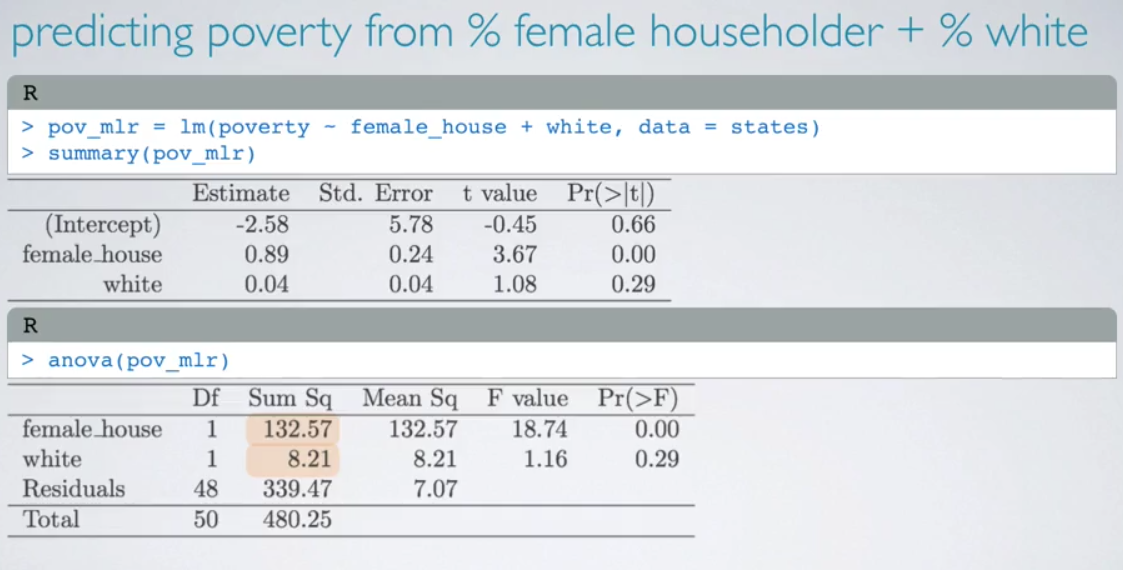 predicting poverty from % female householder + % white
R
> pov_mlr = lm(poverty ~ female_house + white, data = states)
> summary(pov_mlr)
Estimate Std. Error t value Pr(>|t|)
(Intercept) -2.58 5.78 -0.45 0.66
female_house 0.89 0.24 3.67 0.00
white 0.04 0.04 1.08 0.29
R
> anova(pov_mlr)
Df Sum Sq Mean Sq F value Pr(>F)
female_house 1 132.57 132.57 18.74 0.00
white 1 8.21 8.21 1.16 0.29
Residuals 48 339.47 7.07
Total 50 480.25